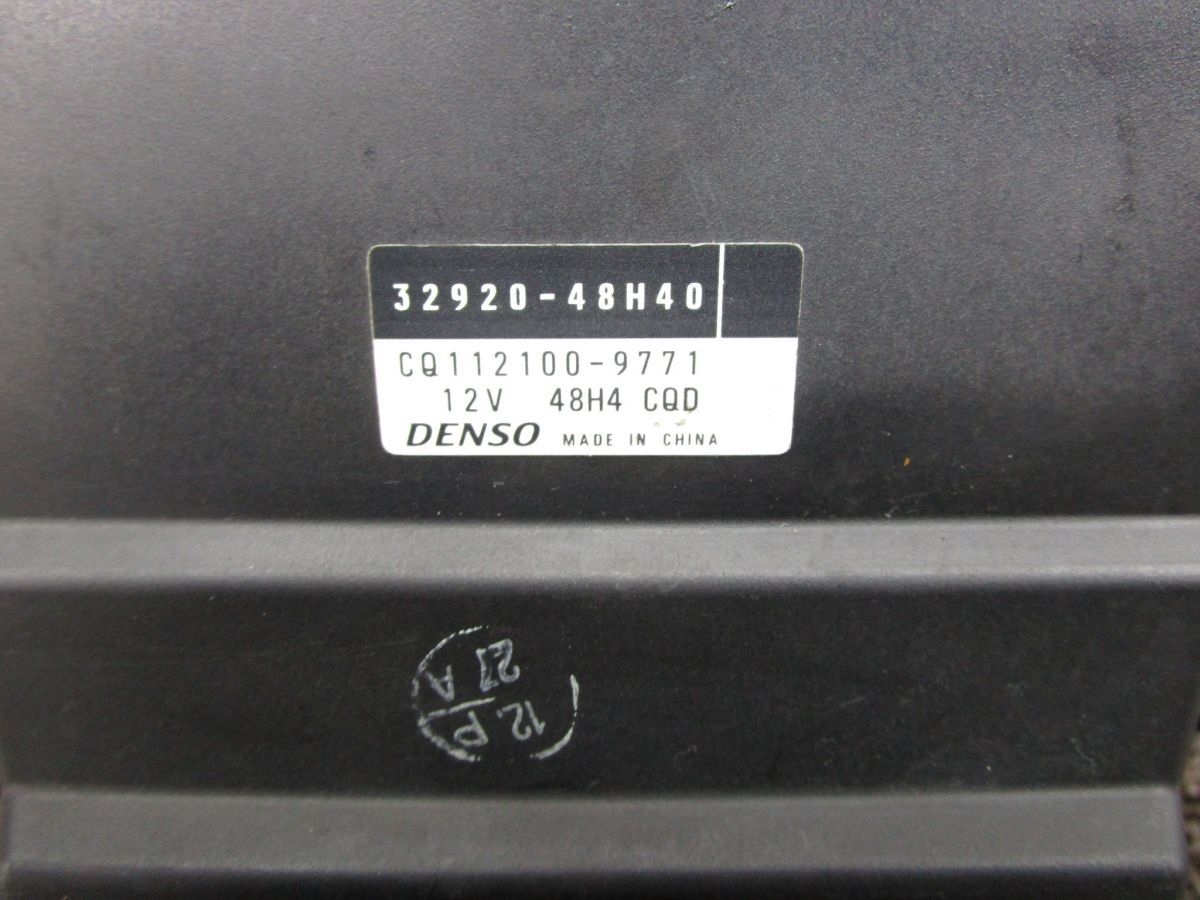 32920-48H40
CQ112100-9771
12V 48H4 CQD
DENSO MADE IN CHINA
12 P
27 A